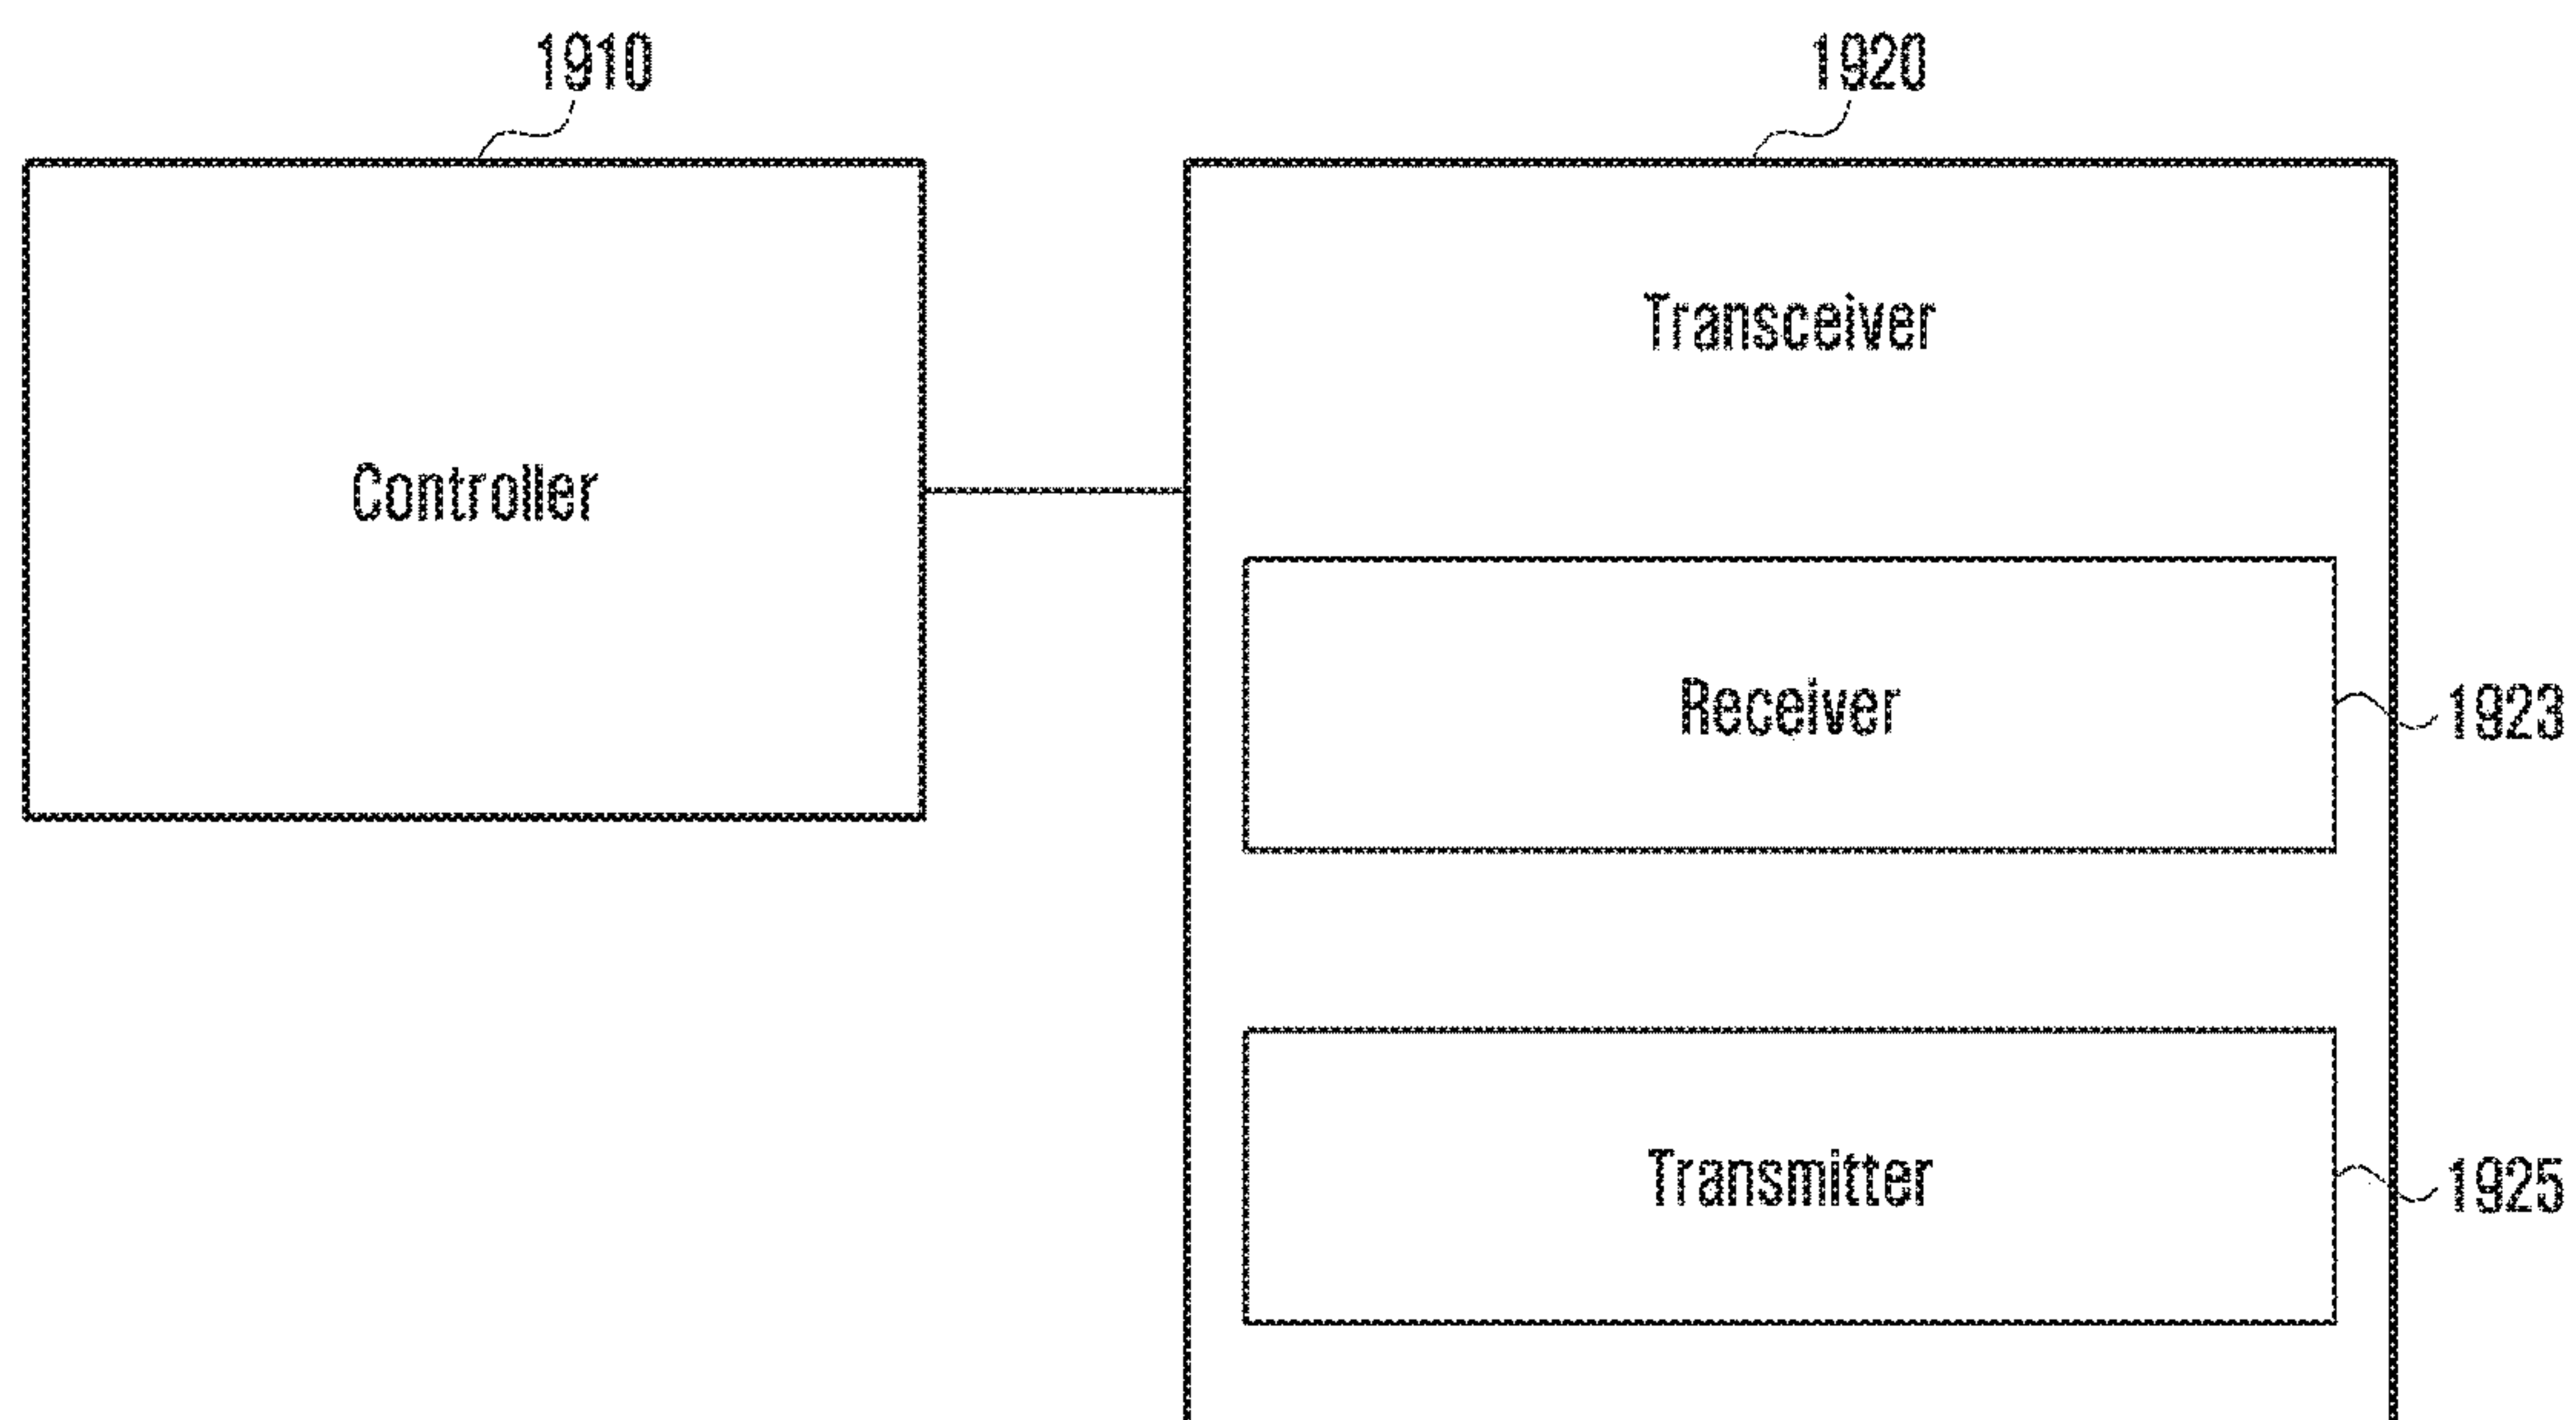 1910
1920
Transceiver
Controller
Receiver
1923
Transmitter
1925